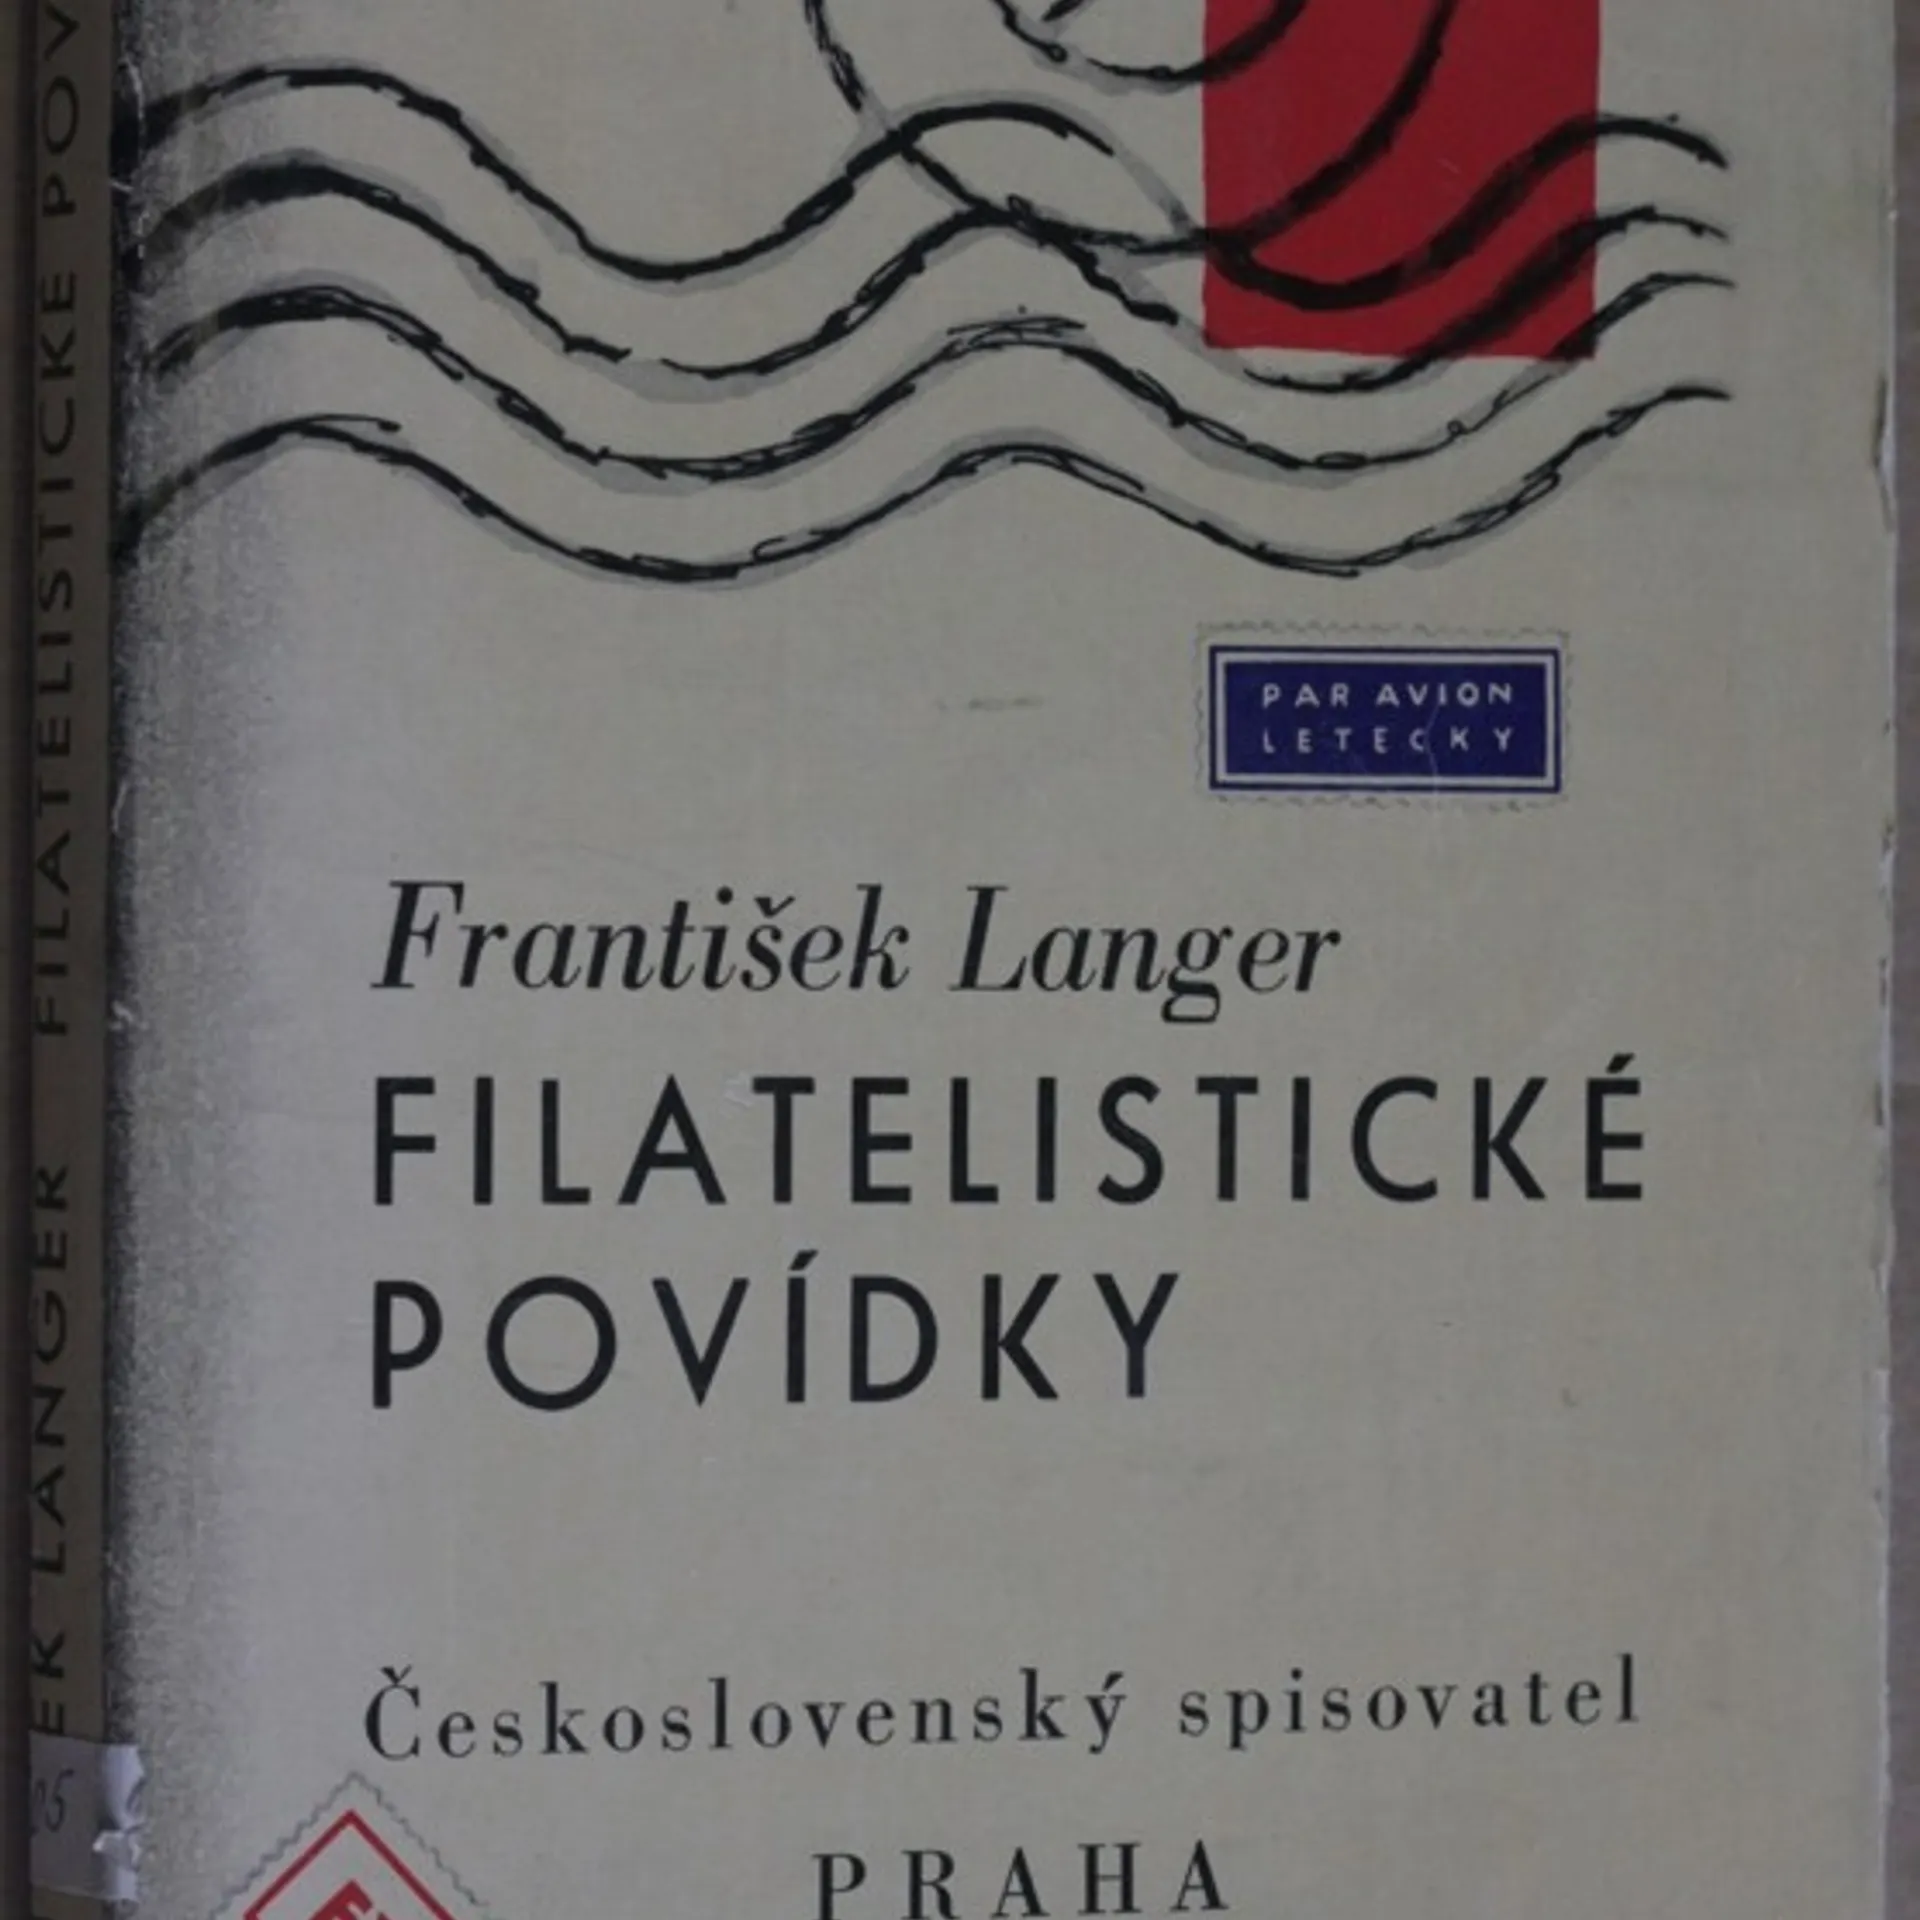 PAR AVION
LETECKY
František Langer
FILATELISTICKÉ
POVÍDKY
Československý spisovatel
PRAHA
EK LANGER FILATELISTICKÉ POV